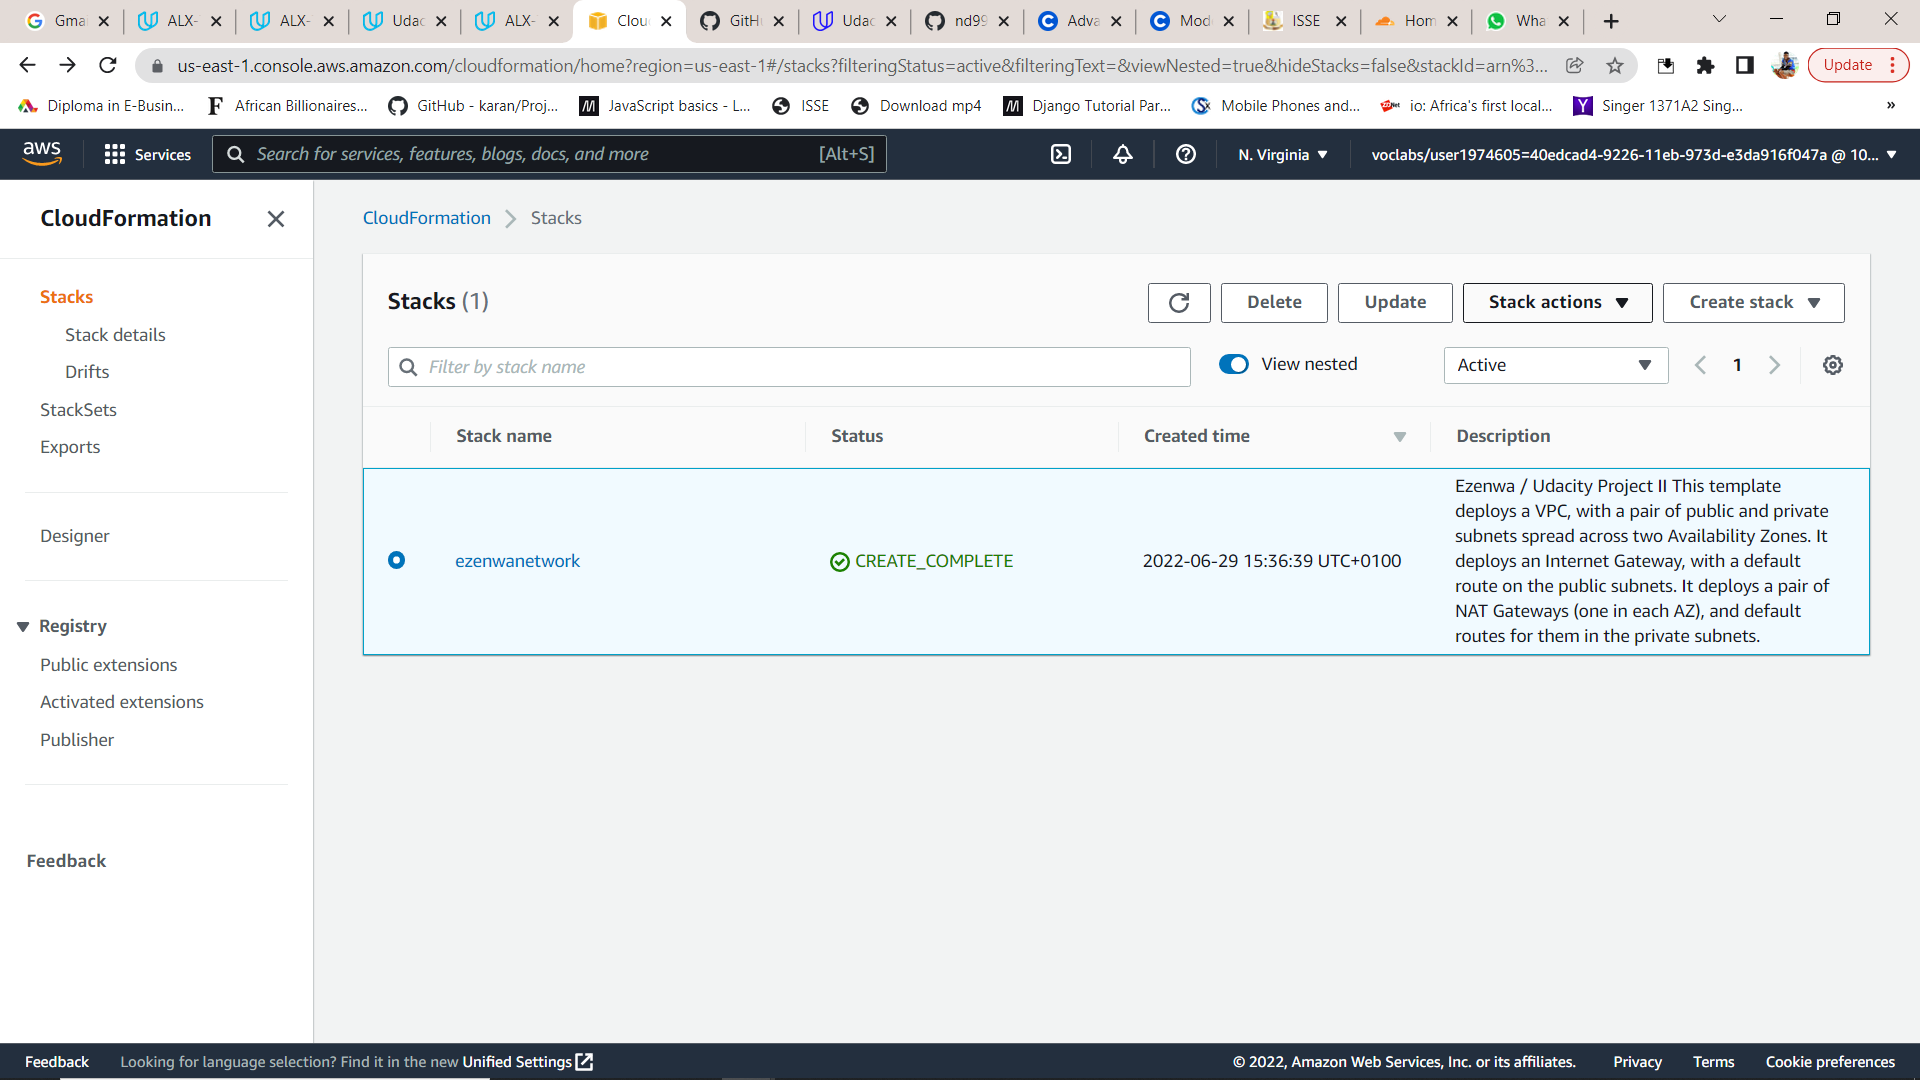 Gmai ALX- ALX- Udac ALX- Clou GitHu Udac nd99 Adva Mod ISSE Hom Wha
us-east-1.console.aws.amazon.com/cloudformation/home?region=us-east-1#/stacks?filteringStatus=active&filteringText=&viewNested=true&hideStacks=false&stackId=arn%3... Update
Diploma in E-Busin... African Billionaires... GitHub - karan/Proj... JavaScript basics - L... ISSE Download mp4 Django Tutorial Par... Mobile Phones and... io: Africa's first local... Singer 1371A2 Sing... »
aws Services Search for services, features, blogs, docs, and more [Alt+S] N. Virginia voclabs/user1974605=40edcad4-9226-11eb-973d-e3da916f047a @ 10...
CloudFormation
Stacks
Stack details
Drifts
StackSets
Exports
Designer
Registry
Public extensions
Activated extensions
Publisher
Feedback
CloudFormation Stacks
Stacks (1) Delete Update Stack actions Create stack
Filter by stack name View nested Active 1
Stack name Status Created time Description
ezenwanetwork CREATE_COMPLETE 2022-06-29 15:36:39 UTC+0100
Ezenwa / Udacity Project II This template
deploys a VPC, with a pair of public and private
subnets spread across two Availability Zones. It
deploys an Internet Gateway, with a default
route on the public subnets. It deploys a pair of
NAT Gateways (one in each AZ), and default
routes for them in the private subnets.
Feedback Looking for language selection? Find it in the new Unified Settings © 2022, Amazon Web Services, Inc. or its affiliates. Privacy Terms Cookie preferences